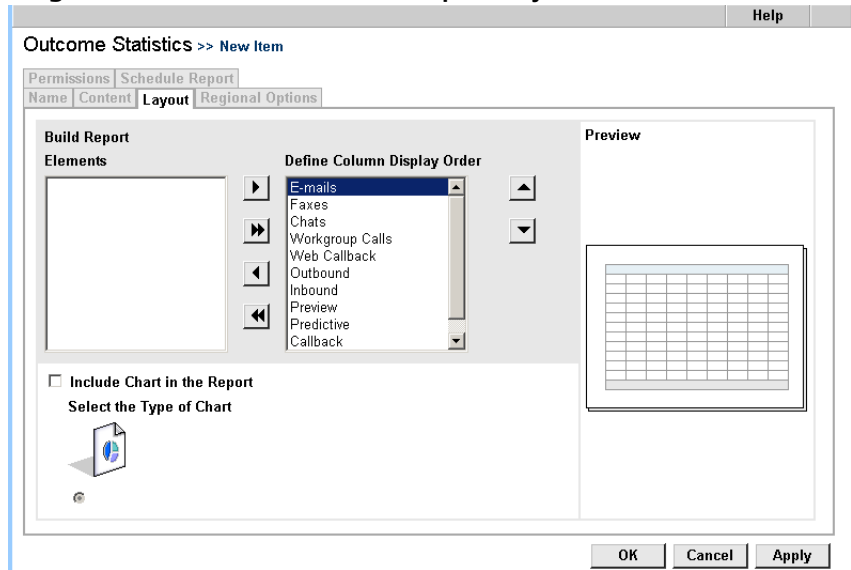 Help
Outcome Statistics >> New Item
Permissions Schedule Report
Name Content Layout Regional Options
Build Report
Elements
Define Column Display Order
E-mails
Faxes
Chats
Workgroup Calls
Web Callback
Outbound
Inbound
Preview
Predictive
Callback
Preview
Include Chart in the Report
Select the Type of Chart
OK Cancel Apply